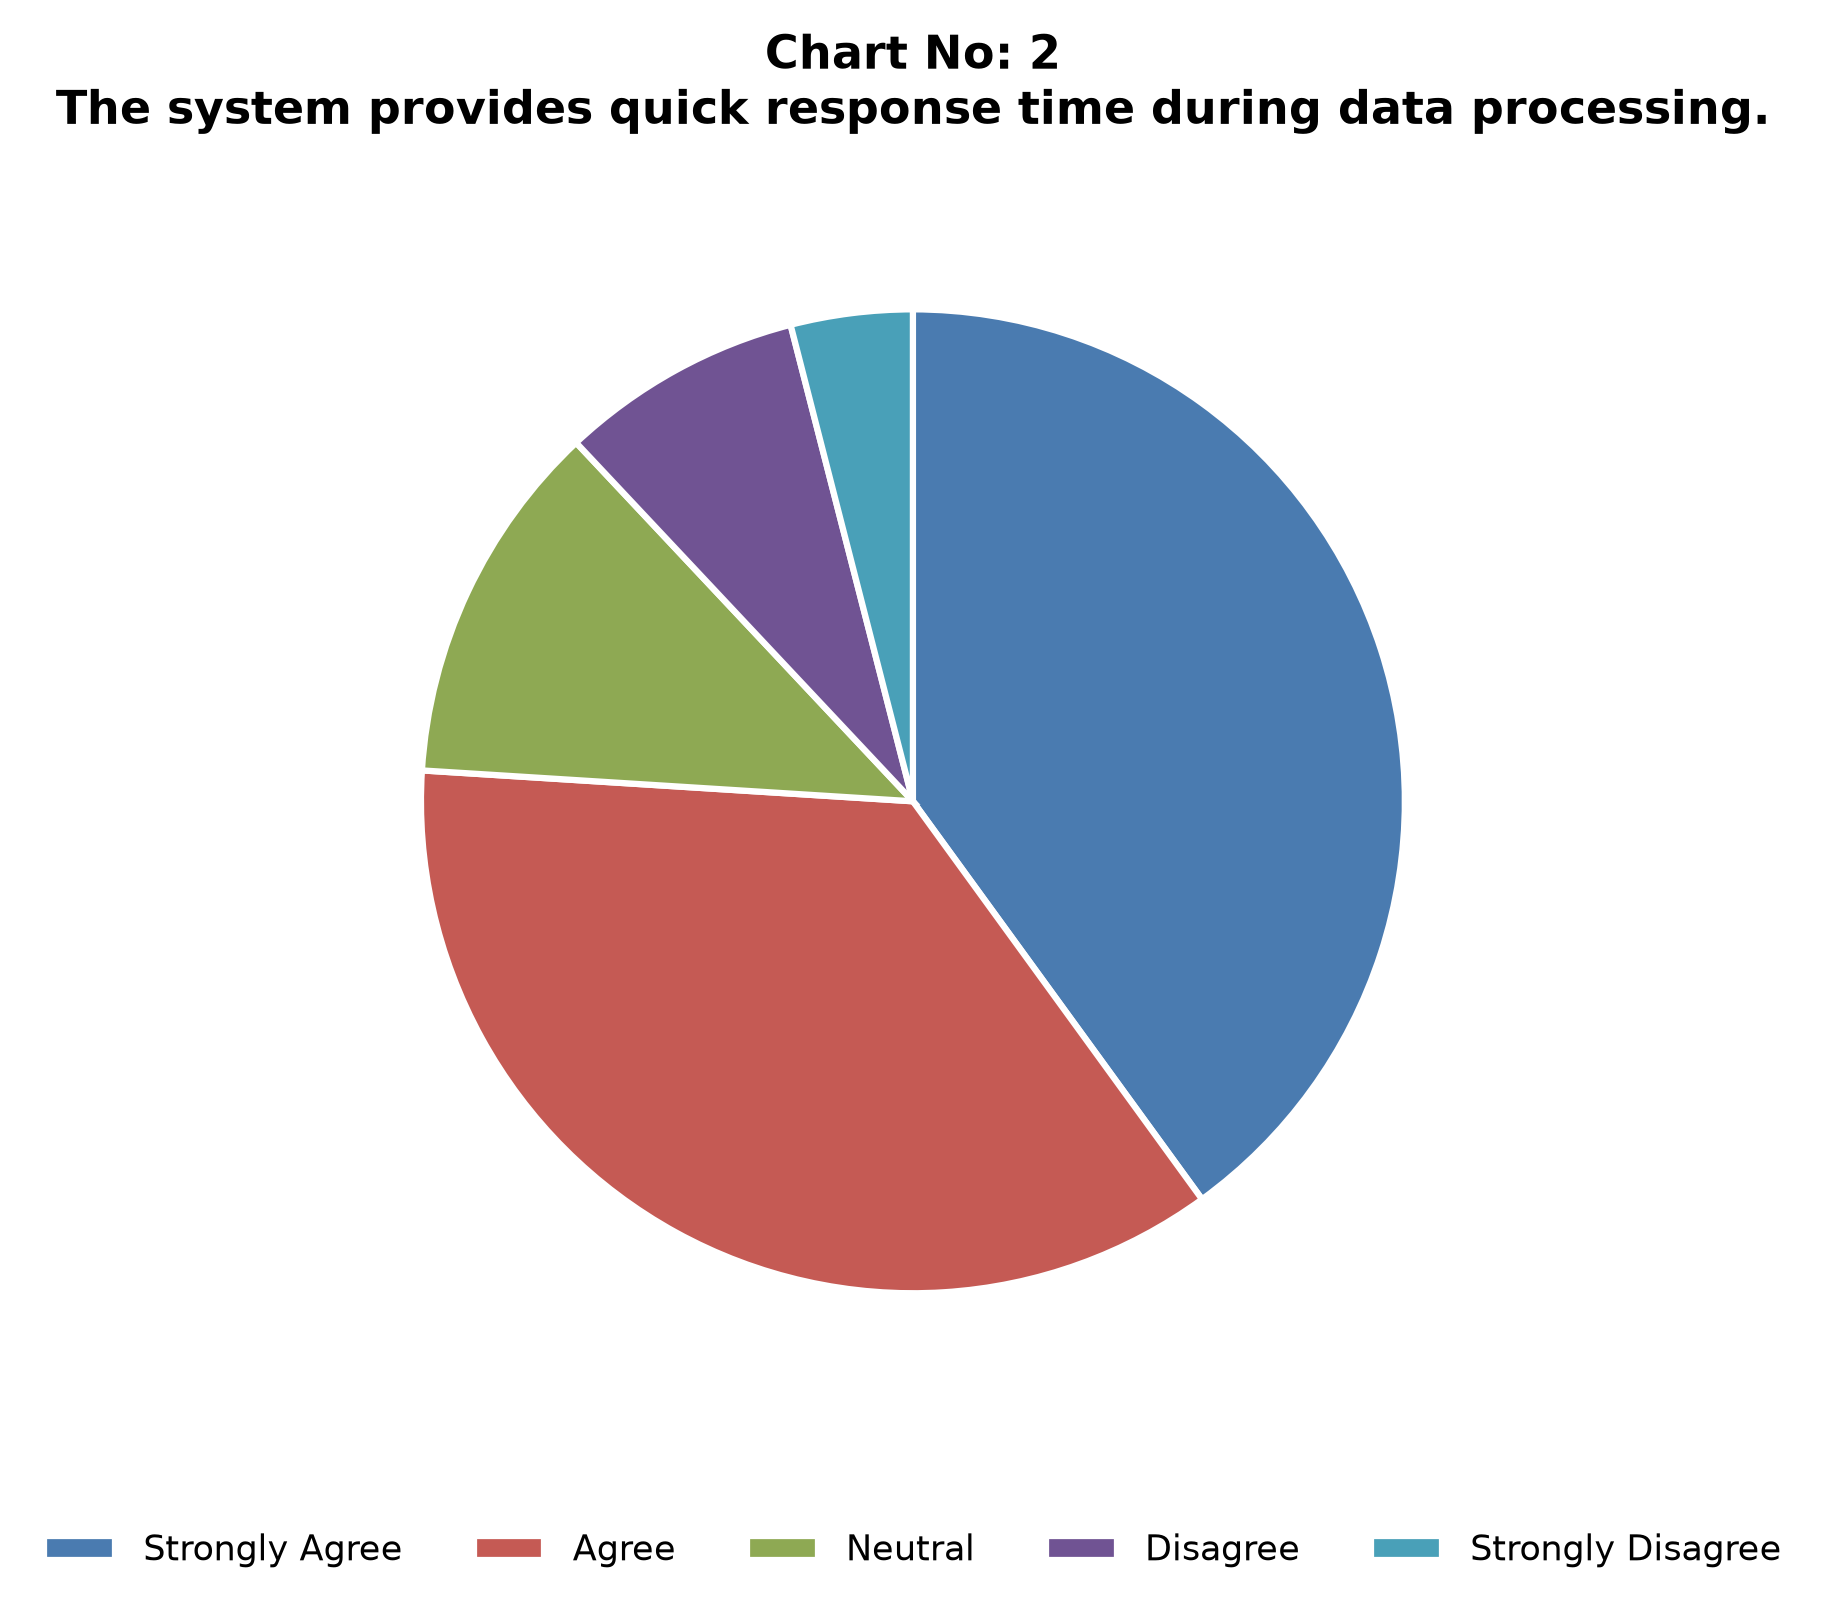 Chart No: 2
The system provides quick response time during data processing.
Strongly Agree
Agree
Neutral
Disagree
Strongly Disagree